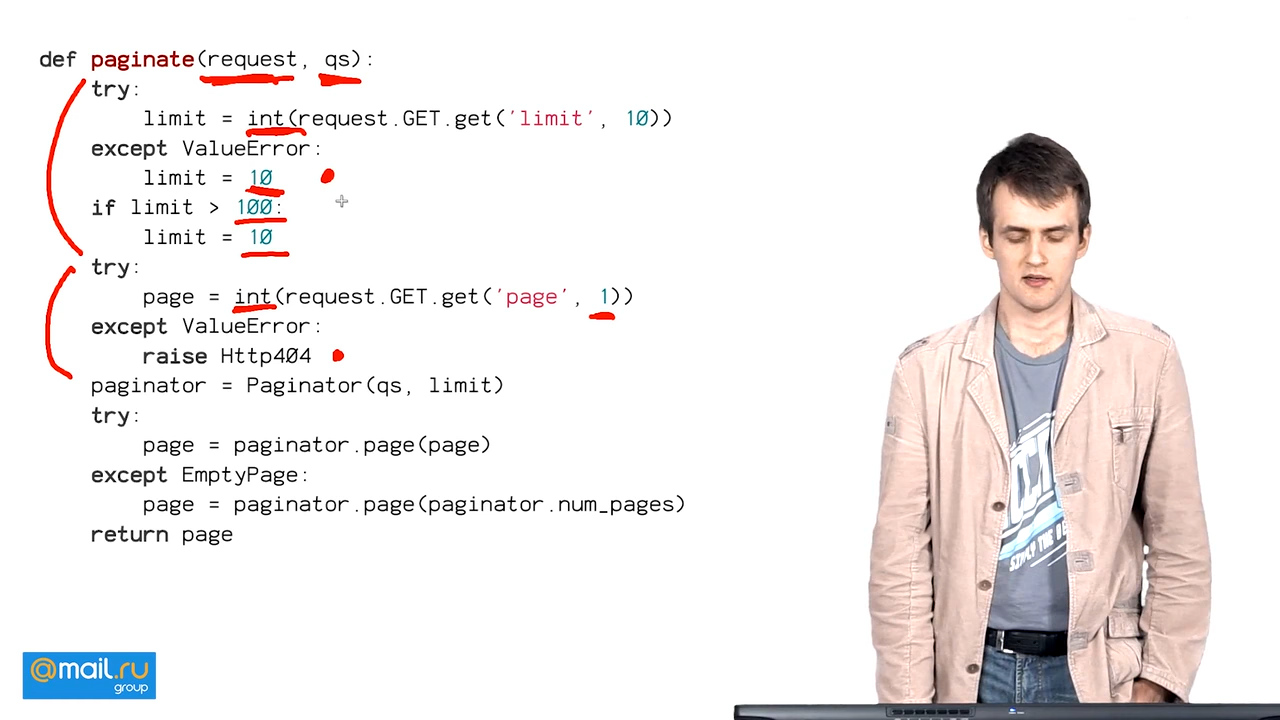 def paginate(request, qs):
try:
limit = int(request.GET.get('limit', 10))
except ValueError:
limit = 10
if limit > 100:
limit = 10
try:
page = int(request.GET.get('page', 1))
except ValueError:
raise Http404
paginator = Paginator(qs, limit)
try:
page = paginator.page(page)
except EmptyPage:
page = paginator.page(paginator.num_pages)
return page
SIMPLY THE
@mail.ru
group